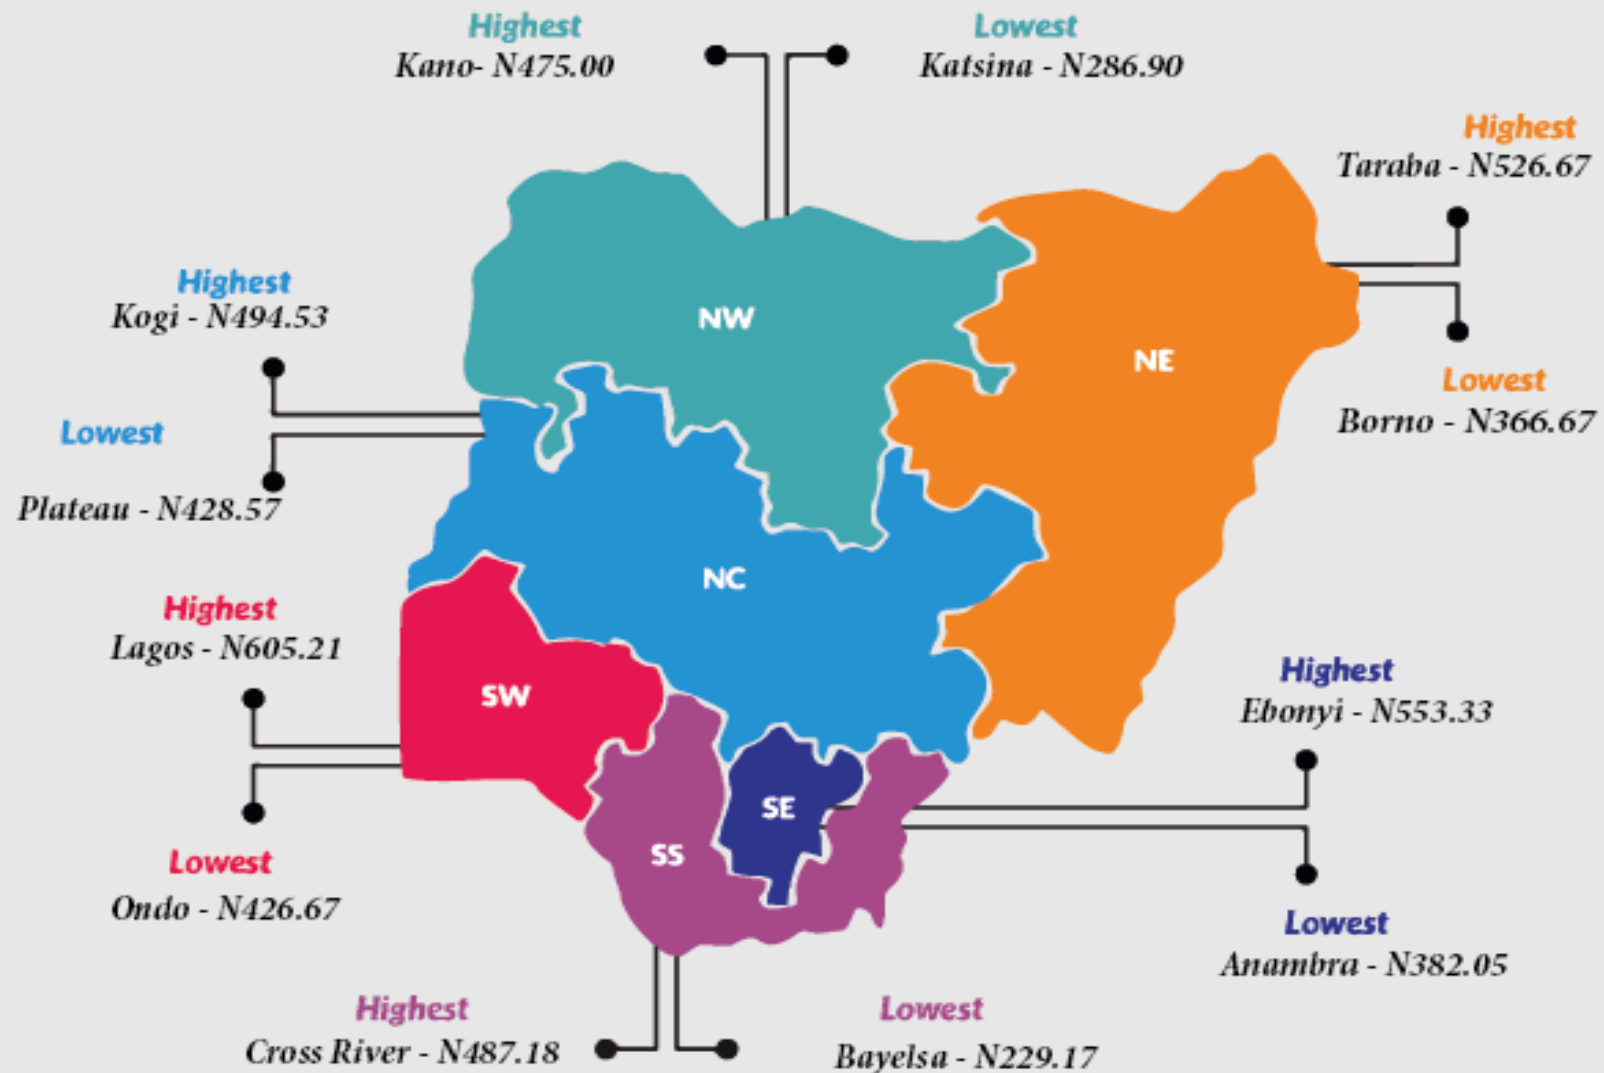 Highest
Kano- N475.00
Lowest
Katsina - N286.90
Highest
Taraba - N526.67
Lowest
Borno - N366.67
Highest
Kogi - N494.53
Lowest
Plateau - N428.57
Highest
Lagos - N605.21
Lowest
Ondo - N426.67
NW
NE
NC
SW
SE
SS
Highest
Ebonyi - N553.33
Lowest
Anambra - N382.05
Highest
Cross River - N487.18
Lowest
Bayelsa - N229.17